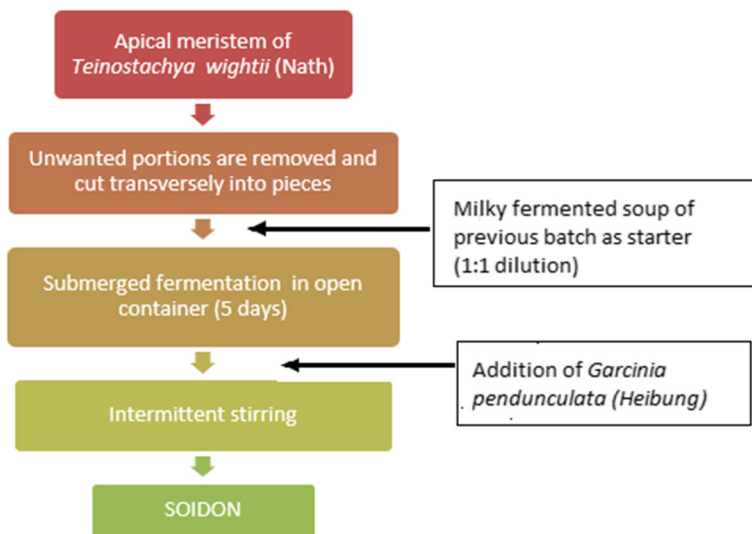 Apical meristem of
Teinostachya wightii (Nath)
Unwanted portions are removed and
cut transversely into pieces
Milky fermented soup of
previous batch as starter
(1:1 dilution)
Submerged fermentation in open
container (5 days)
Addition of Garcinia
pendunculata (Heibung)
Intermittent stirring
SOIDON